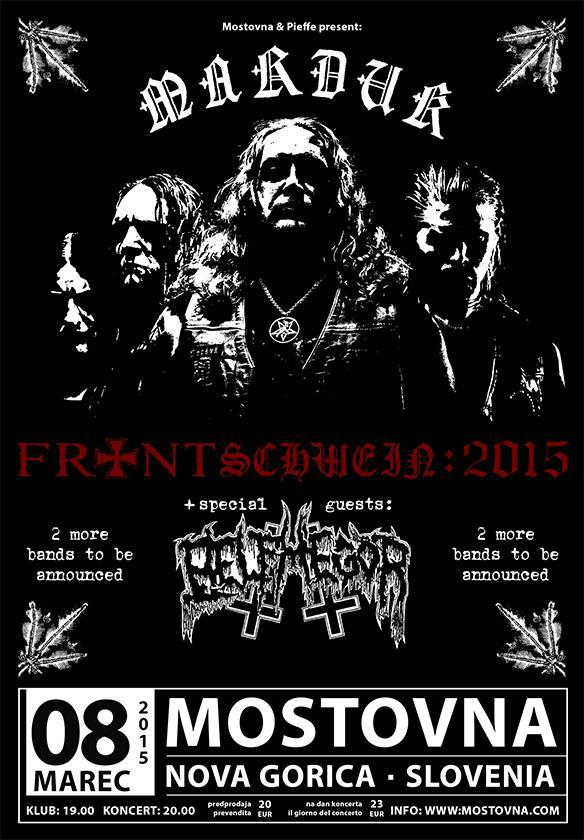 Mostovna & Pieffe present:
MARDUK
FRONTSCHWEIN:2015
+special guests:
BELPHEGOR
2 more
bands to be
announced
2 more
bands to be
announced
08
MAREC
2015
MOSTOVNA
NOVA GORICA · SLOVENIA
KLUB: 19.00 KONCERT: 20.00
predprodaja
prevendita
20
EUR
na dan koncerta
il giorno del concerto
23
EUR
INFO: WWW.MOSTOVNA.COM